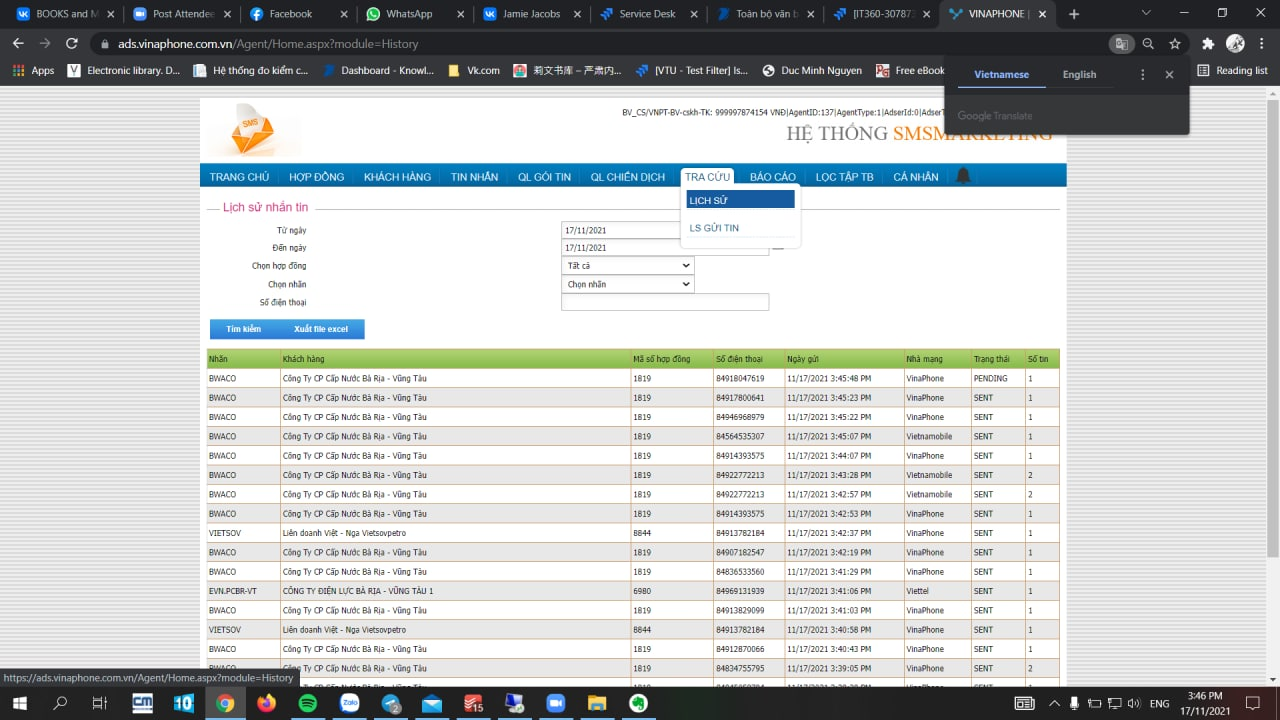 BOOKS and M
Post Attendee
Facebook
WhatsApp
Jamie Jacobs
Service Desk
Toàn bộ văn b
[IT360-307873
VINAPHONE |
ads.vinaphone.com.vn/Agent/Home.aspx?module=History
Apps
Electronic library. D...
Hệ thống đo kiểm c...
Dashboard - Knowl...
Vk.com
莉文书库 – 严肃内...
[VTU - Test Filter] Is...
Duc Minh Nguyen
Free eBook
Reading list
Vietnamese English
Google Translate
SMS
BV_CS/VNPT-BV-cskh-TK: 999997874154 VNĐ|AgentID:137|AgentType:1|AdserId:0|AdserT
HỆ THỐNG SMSMARKETING
TRANG CHỦ HỢP ĐỒNG KHÁCH HÀNG TIN NHẮN QL GÓI TIN QL CHIẾN DỊCH TRA CỨU BÁO CÁO LỌC TẬP TB CÁ NHÂN
LỊCH SỬ
LS GỬI TIN
Lịch sử nhắn tin
Từ ngày 17/11/2021
Đến ngày 17/11/2021
Chọn hợp đồng Tất cả
Chọn nhãn Chọn nhãn
Số điện thoại
Tìm kiếm Xuất file excel
Nhãn Khách hàng Mã số hợp đồng Số điện thoại Ngày gửi Nhà mạng Trạng thái Số tin
BWACO Công Ty CP Cấp Nước Bà Rịa - Vũng Tàu 1819 84918047619 11/17/2021 3:45:48 PM VinaPhone PENDING 1
BWACO Công Ty CP Cấp Nước Bà Rịa - Vũng Tàu 1819 84917800641 11/17/2021 3:45:23 PM VinaPhone SENT 1
BWACO Công Ty CP Cấp Nước Bà Rịa - Vũng Tàu 1819 84946968979 11/17/2021 3:45:22 PM VinaPhone SENT 1
BWACO Công Ty CP Cấp Nước Bà Rịa - Vũng Tàu 1819 84564535307 11/17/2021 3:45:07 PM Vietnamobile SENT 1
BWACO Công Ty CP Cấp Nước Bà Rịa - Vũng Tàu 1819 84914393575 11/17/2021 3:44:07 PM VinaPhone SENT 1
BWACO Công Ty CP Cấp Nước Bà Rịa - Vũng Tàu 1819 84922772213 11/17/2021 3:43:28 PM Vietnamobile SENT 2
BWACO Công Ty CP Cấp Nước Bà Rịa - Vũng Tàu 1819 84922772213 11/17/2021 3:42:57 PM Vietnamobile SENT 2
BWACO Công Ty CP Cấp Nước Bà Rịa - Vũng Tàu 1819 84914393575 11/17/2021 3:42:53 PM VinaPhone SENT 1
VIETSOV Liên doanh Việt - Nga Vietsovpetro 8844 84913782184 11/17/2021 3:42:37 PM VinaPhone SENT 1
BWACO Công Ty CP Cấp Nước Bà Rịa - Vũng Tàu 1819 84907182547 11/17/2021 3:42:19 PM VinaPhone SENT 1
BWACO Công Ty CP Cấp Nước Bà Rịa - Vũng Tàu 1819 84836533560 11/17/2021 3:41:29 PM VinaPhone SENT 1
EVN.PCBR-VT CÔNG TY ĐIỆN LỰC BÀ RỊA - VŨNG TÀU 1 6980 84969131939 11/17/2021 3:41:06 PM Viettel SENT 1
BWACO Công Ty CP Cấp Nước Bà Rịa - Vũng Tàu 1819 84913829099 11/17/2021 3:41:03 PM VinaPhone SENT 1
VIETSOV Liên doanh Việt - Nga Vietsovpetro 8844 84913782184 11/17/2021 3:40:58 PM VinaPhone SENT 1
BWACO Công Ty CP Cấp Nước Bà Rịa - Vũng Tàu 1819 84912870066 11/17/2021 3:40:43 PM VinaPhone SENT 1
BWACO Công Ty CP Cấp Nước Bà Rịa - Vũng Tàu 1819 84834755795 11/17/2021 3:39:05 PM VinaPhone SENT 2
https://ads.vinaphone.com.vn/Agent/Home.aspx?module=History
ENG
3:46 PM
17/11/2021